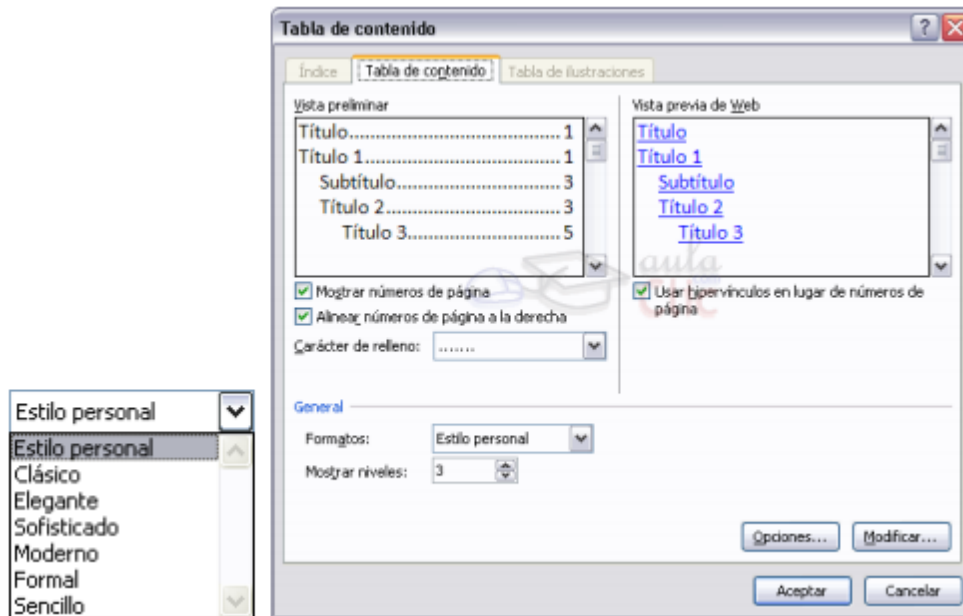 Tabla de contenido
Índice Tabla de contenido Tabla de ilustraciones
Vista preliminar
Título............................................ 1
Título 1.......................................... 1
Subtítulo.................................. 3
Título 2.................................... 3
Título 3............................... 5
Mostrar números de página
Alinear números de página a la derecha
Carácter de relleno: .......
Vista previa de Web
Título
Título 1
Subtítulo
Título 2
Título 3
Usar hipervínculos en lugar de números de
página
aula
Clic
General
Formatos: Estilo personal
Mostrar niveles: 3
Opciones... Modificar...
Aceptar Cancelar
Estilo personal
Estilo personal
Clásico
Elegante
Sofisticado
Moderno
Formal
Sencillo